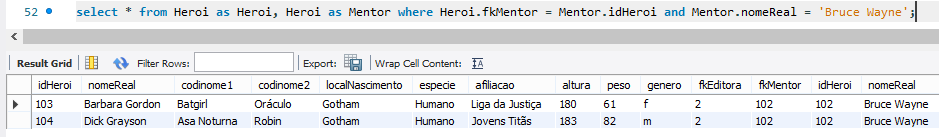 52 select * from Heroi as Heroi, Heroi as Mentor where Heroi.fkMentor = Mentor.idHeroi and Mentor.nomeReal = 'Bruce Wayne';
Result Grid Filter Rows: Export: Wrap Cell Content:
idHeroi nomeReal codinome1 codinome2 localNascimento especie afiliacao altura peso genero fkEditora fkMentor idHeroi nomeReal
103 Barbara Gordon Batgirl Oráculo Gotham Humano Liga da Justiça 180 61 f 2 102 102 Bruce Wayne
104 Dick Grayson Asa Noturna Robin Gotham Humano Jovens Titãs 183 82 m 2 102 102 Bruce Wayne